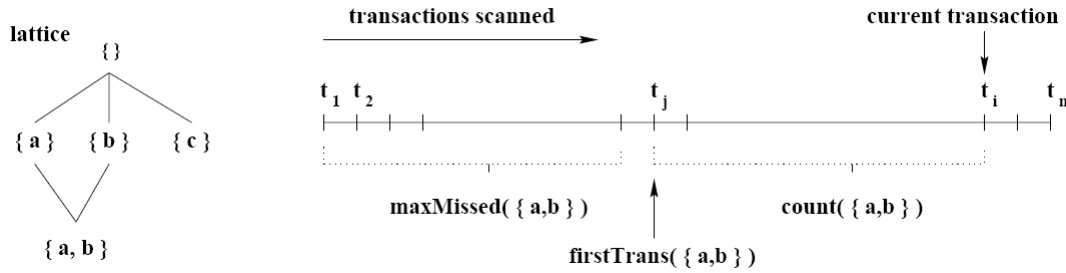 lattice
{}
{ a } { b } { c }
{ a, b }
transactions scanned
current transaction
t 1 t 2 t j t i t n
maxMissed( { a,b } ) count( { a,b } )
firstTrans( { a,b } )